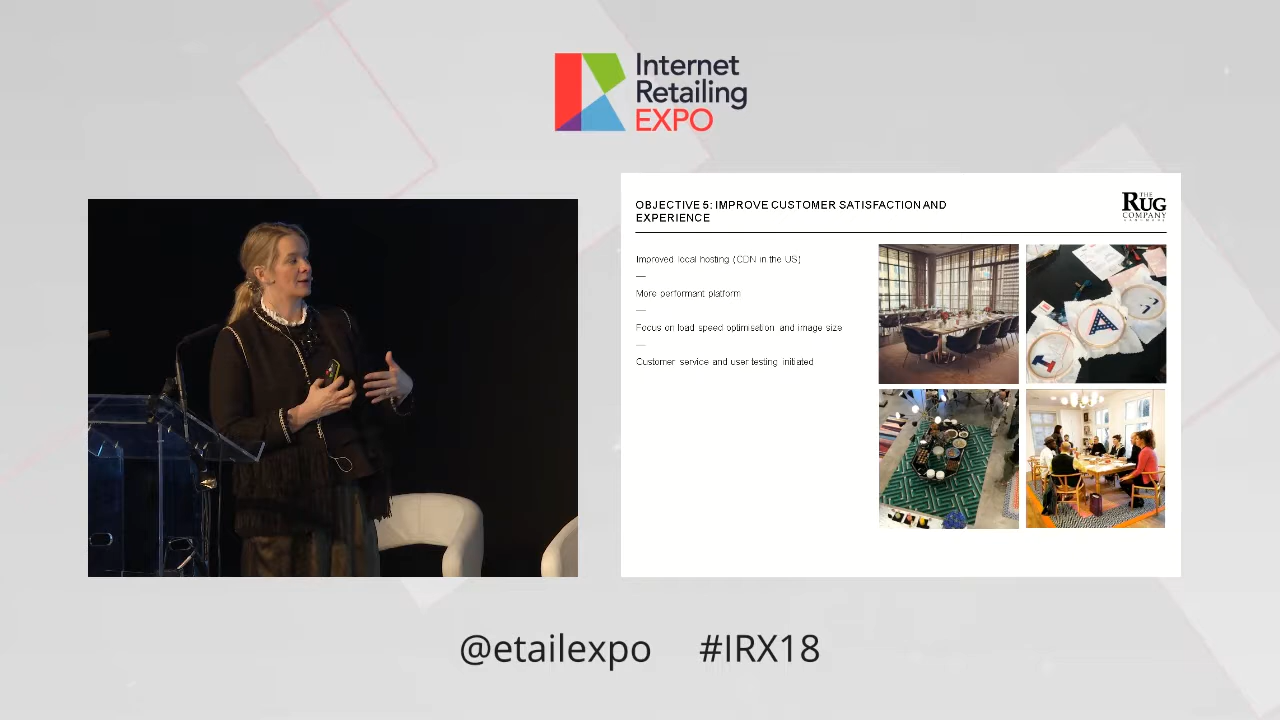 Internet
Retailing
EXPO
OBJECTIVE 5: IMPROVE CUSTOMER SATISFACTION AND
EXPERIENCE
THE
RUG
COMPANY
Improved local hosting (CDN in the US)
—
More performant platform
—
Focus on load speed optimisation and image size
—
Customer service and user testing initiated
A
@etailexpo #IRX18